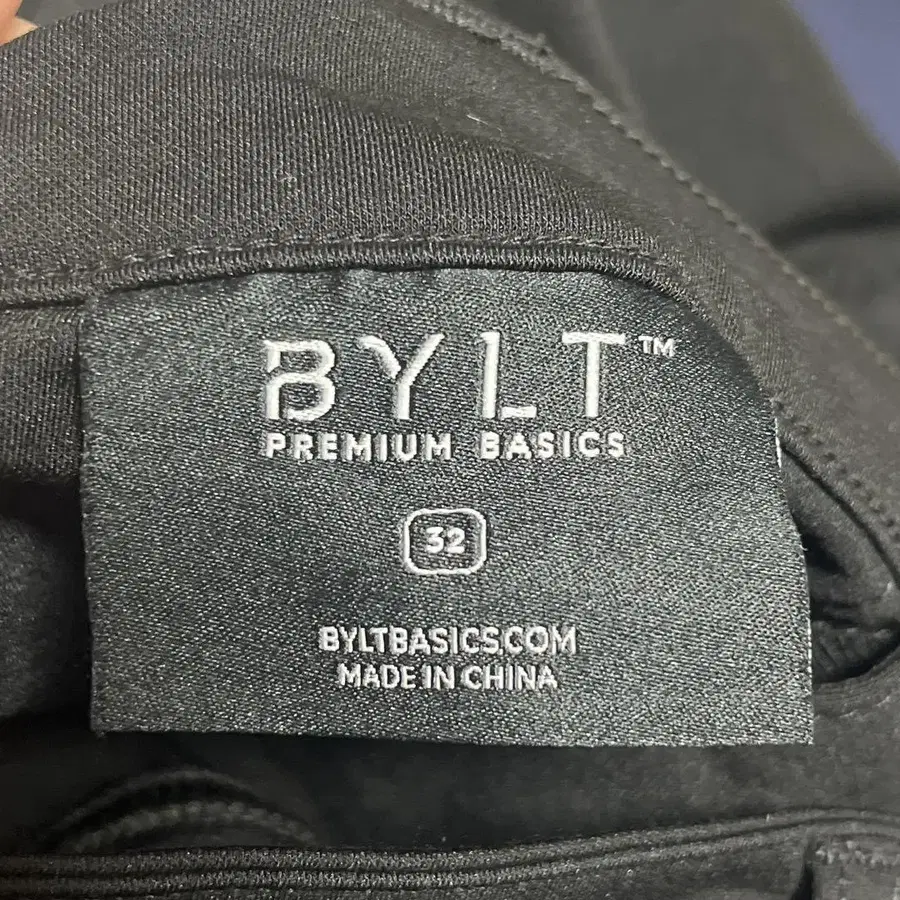 BYLT™
PREMIUM BASICS
32
BYLTBASICS.COM
MADE IN CHINA